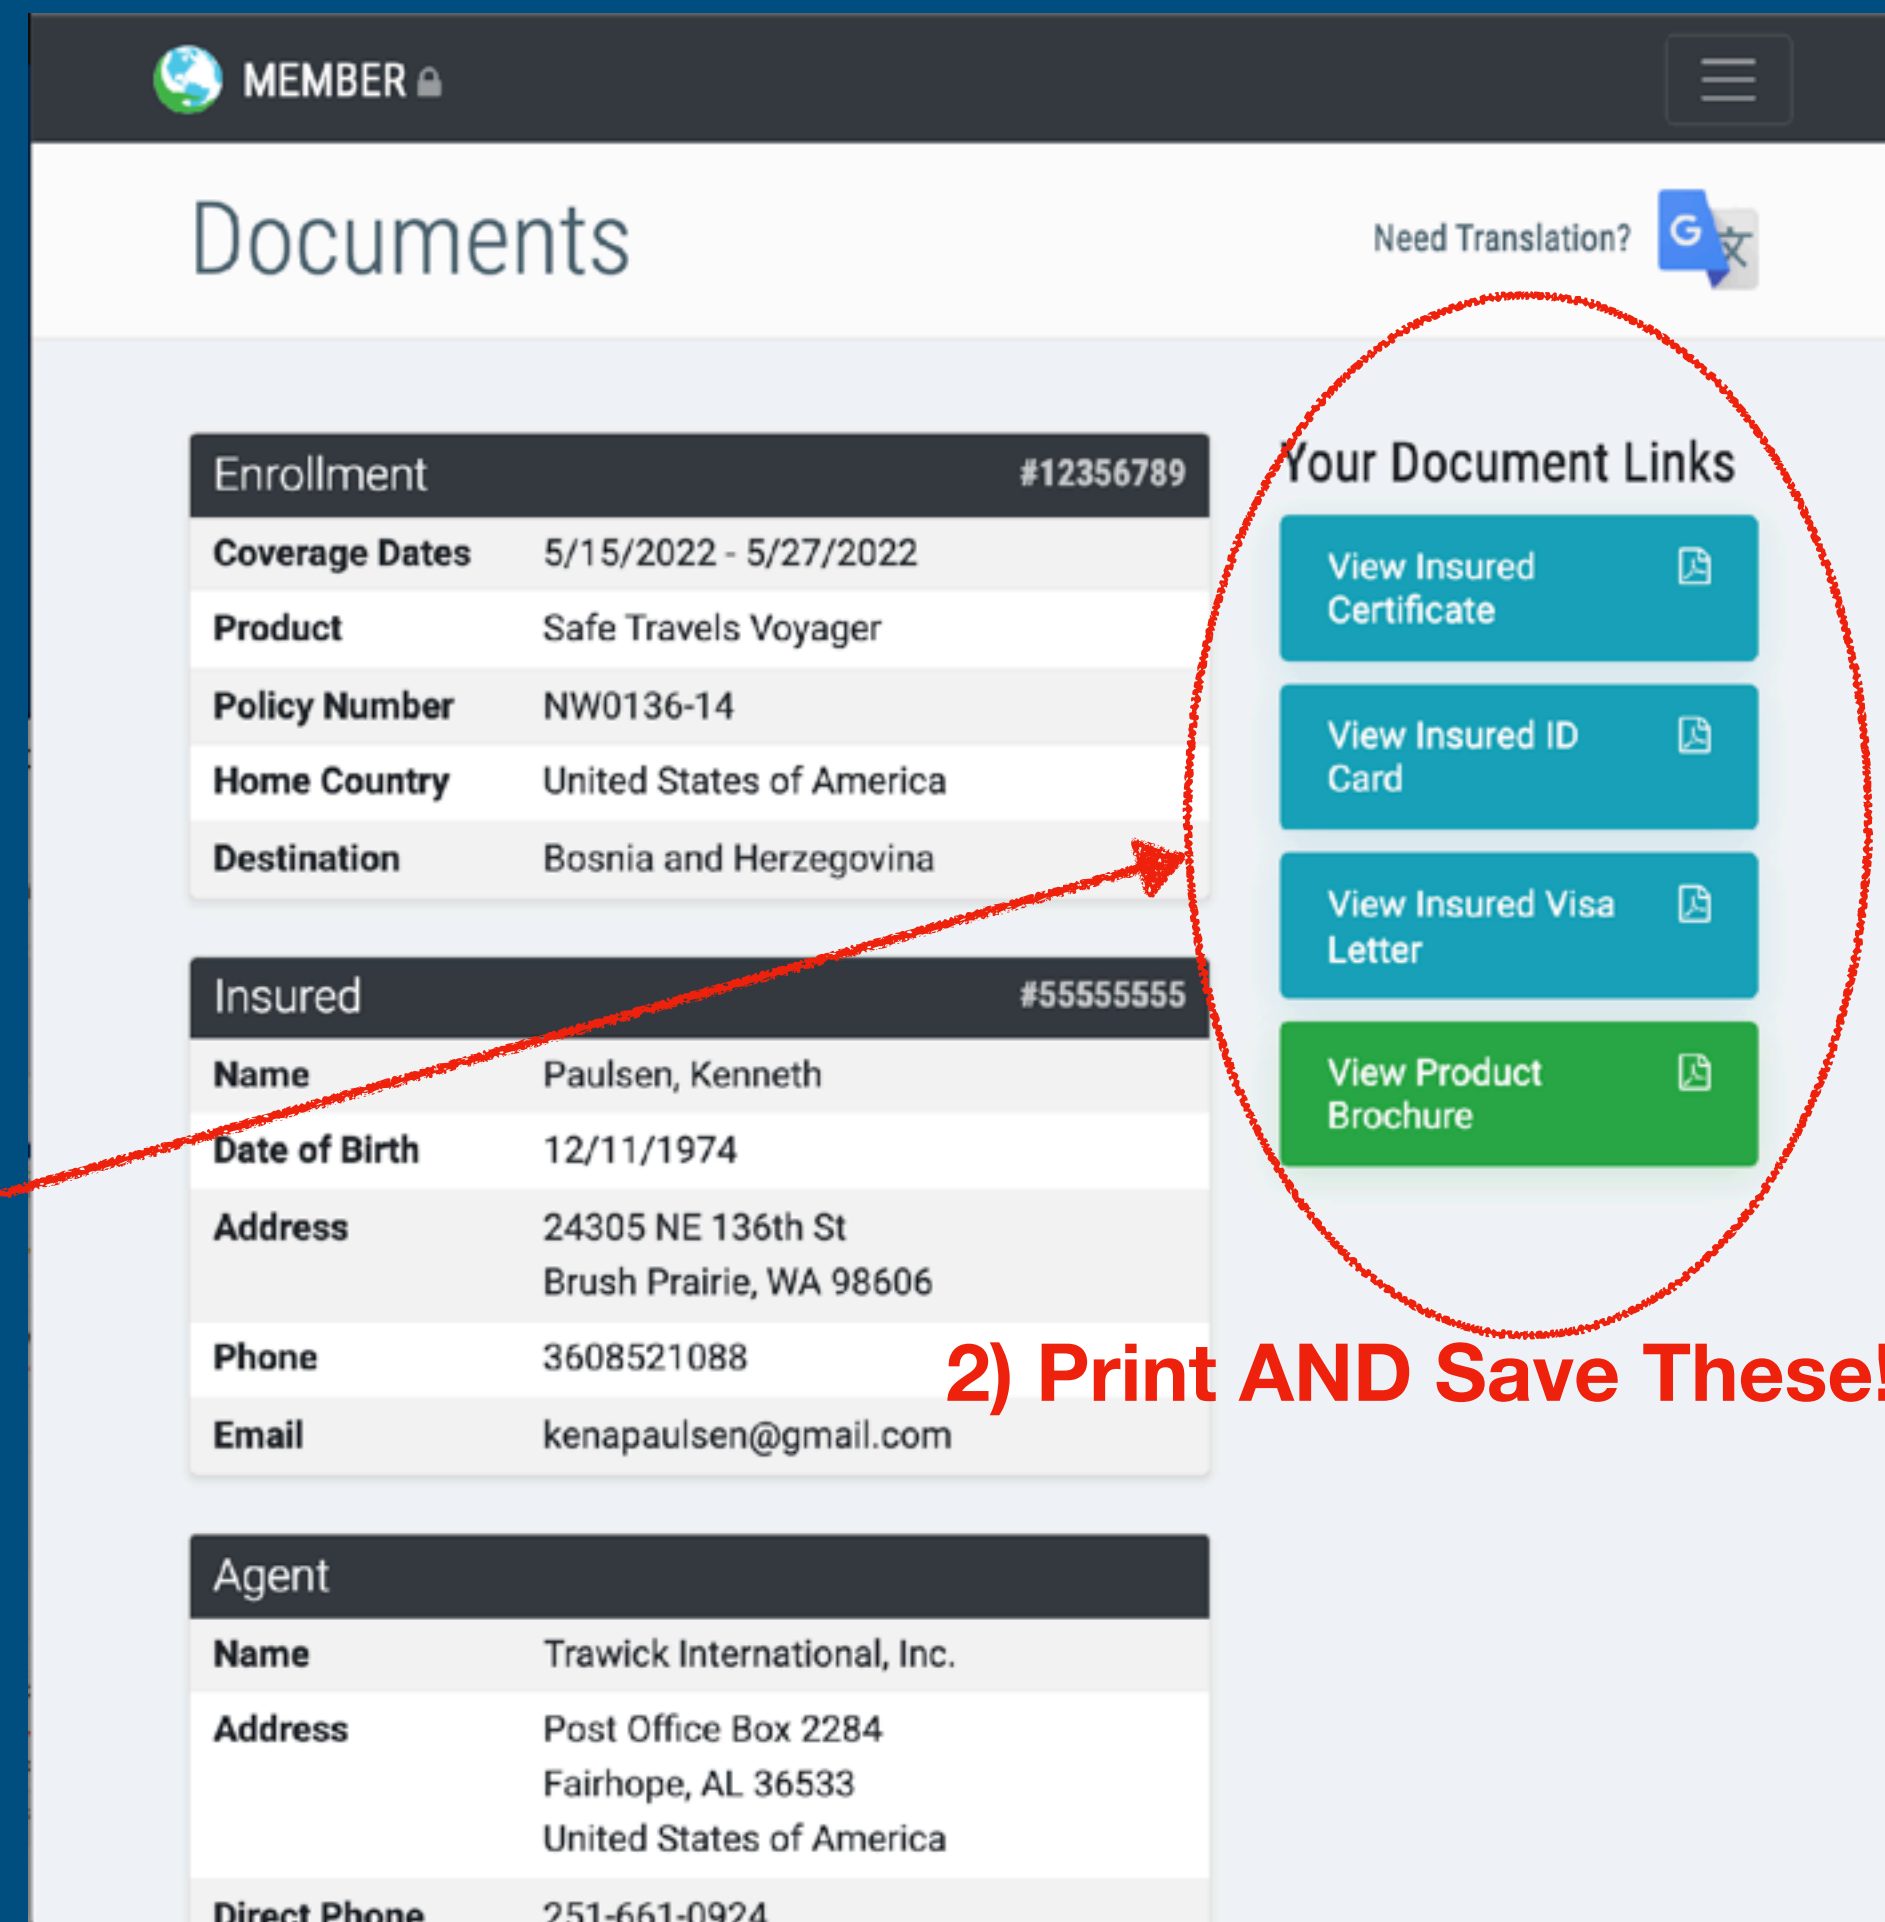 MEMBER
Documents
Need Translation?
G 文
Enrollment #12356789
Coverage Dates 5/15/2022 - 5/27/2022
Product Safe Travels Voyager
Policy Number NW0136-14
Home Country United States of America
Destination Bosnia and Herzegovina
Insured #55555555
Name Paulsen, Kenneth
Date of Birth 12/11/1974
Address 24305 NE 136th St
Brush Prairie, WA 98606
Phone 3608521088
Email kenapaulsen@gmail.com
Agent
Name Trawick International, Inc.
Address Post Office Box 2284
Fairhope, AL 36533
United States of America
Direct Phone 251-661-0924
Your Document Links
View Insured
Certificate
View Insured ID
Card
View Insured Visa
Letter
View Product
Brochure
2) Print AND Save These!